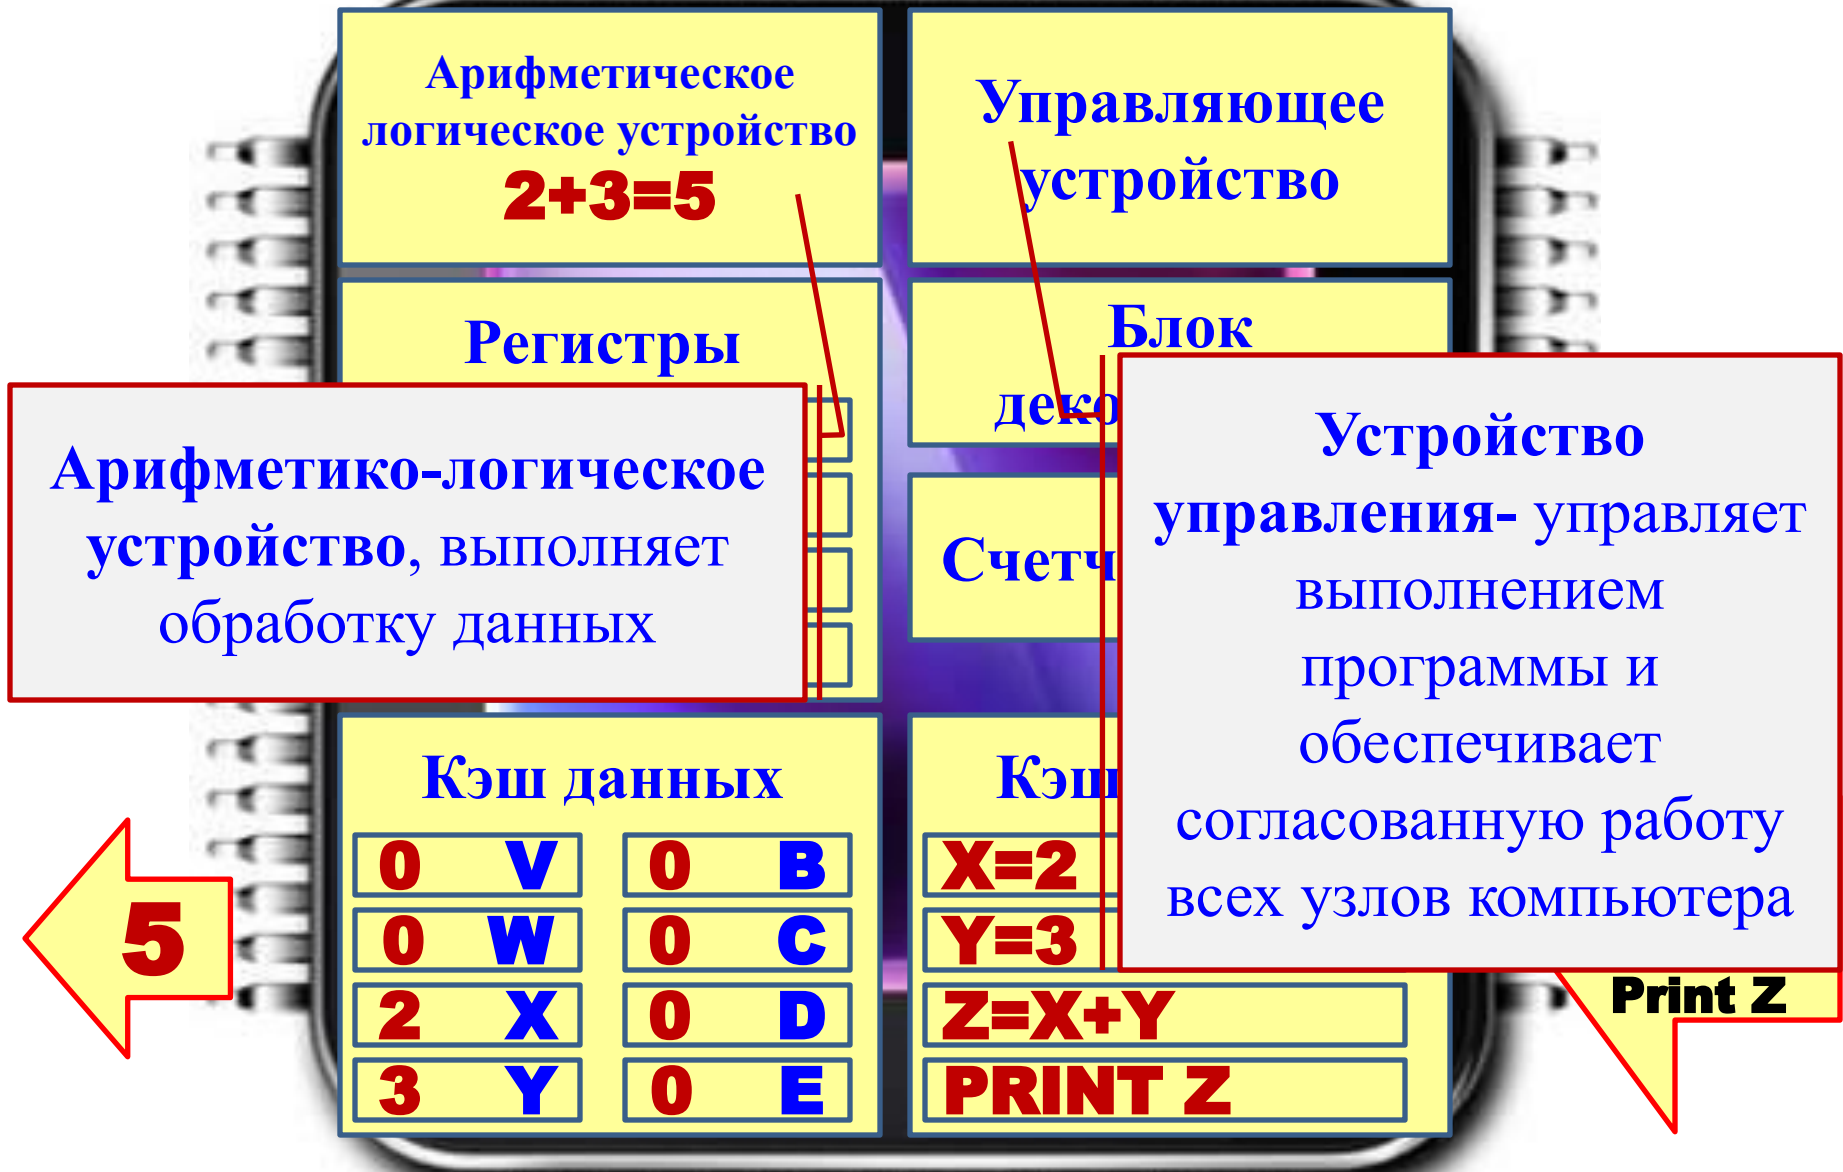 Арифметическое
логическое устройство
2+3=5
Управляющее
устройство
Регистры
Блок
Арифметико-логическое
устройство, выполняет
обработку данных
Устройство
управления- управляет
выполнением
программы и
обеспечивает
согласованную работу
всех узлов компьютера
Кэш данных
0 V
0 B
0 W
0 C
2 X
0 D
3 Y
0 E
Кэш
X=2
Y=3
Z=X+Y
PRINT Z
5
Print Z